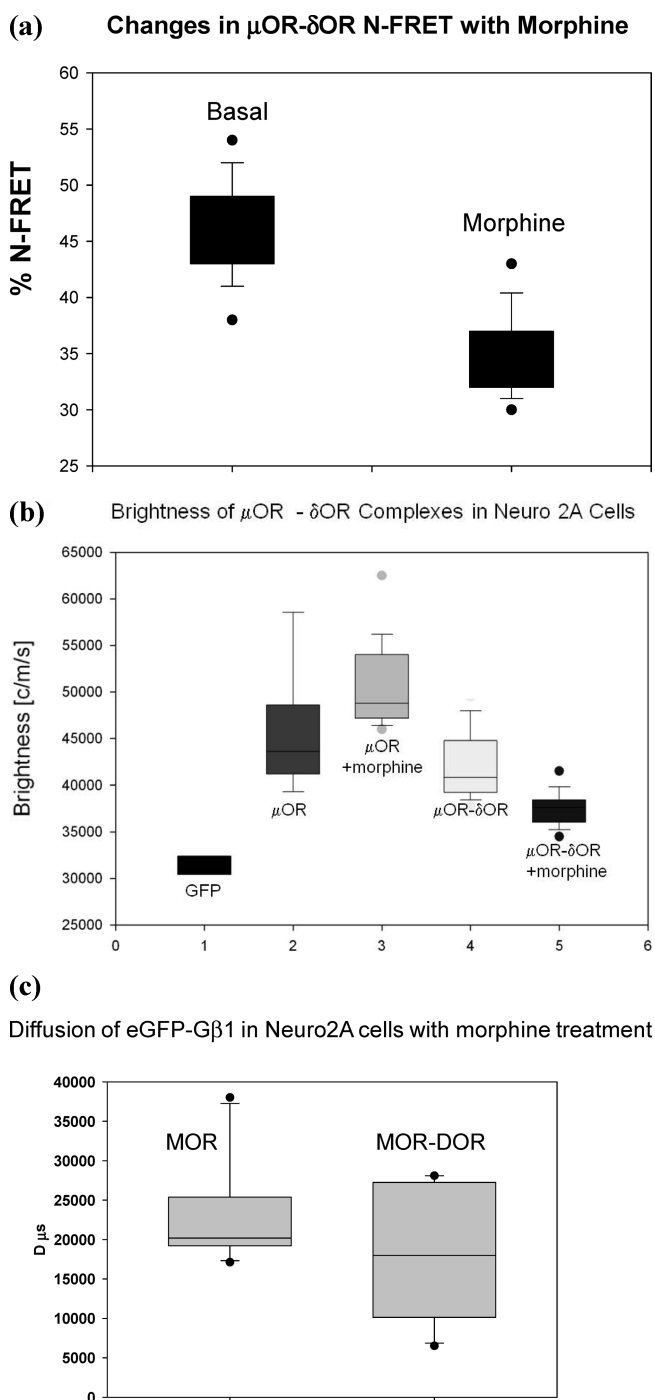 (a) Changes in μOR-δOR N-FRET with Morphine
60
55
50
45
40
35
30
25
% N-FRET
Basal
Morphine
(b) Brightness of μOR - δOR Complexes in Neuro 2A Cells
65000
60000
55000
50000
45000
40000
35000
30000
25000
Brightness [c/m/s]
GFP
μOR
μOR
+morphine
μOR-δOR
μOR-δOR
+morphine
0 1 2 3 4 5 6
(c)
Diffusion of eGFP-Gβ1 in Neuro2A cells with morphine treatment
40000
35000
30000
25000
20000
15000
10000
5000
0
D μs
MOR
MOR-DOR